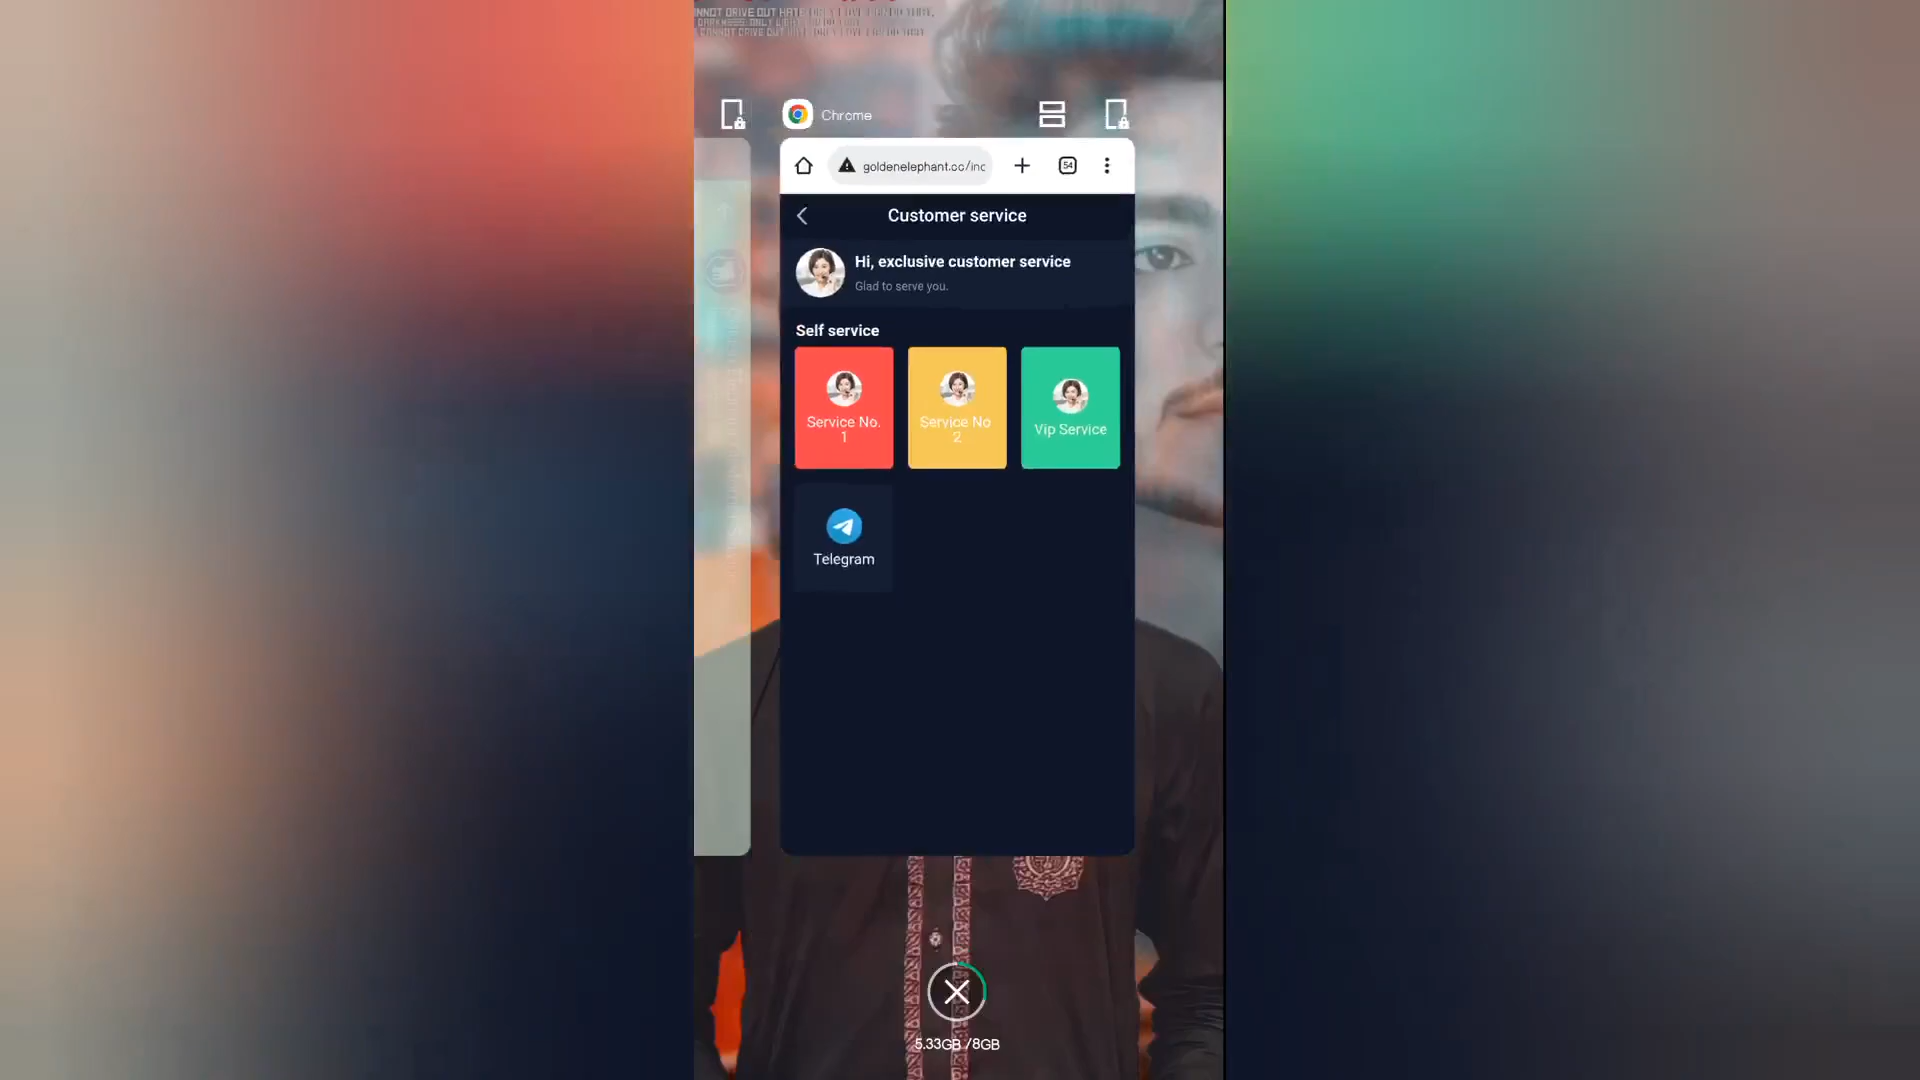 Chrome
goldenelephant.cc/inc
54
Customer service
Hi, exclusive customer service
Glad to serve you.
Self service
Service No.
1
Service No
2
Vip Service
Telegram
5.33GB /8GB